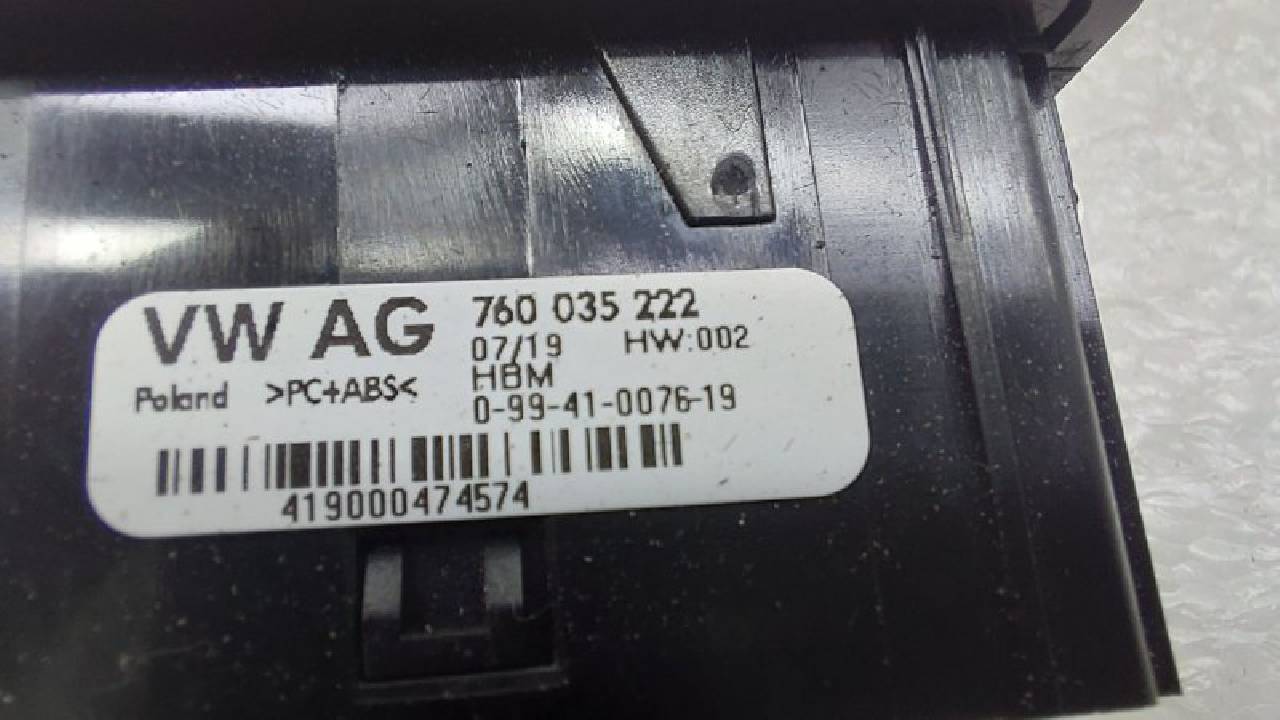 VW AG 760 035 222
07/19 HW:002
Poland >PC+ABS< HBM
0-99-41-0076-19
419000474574